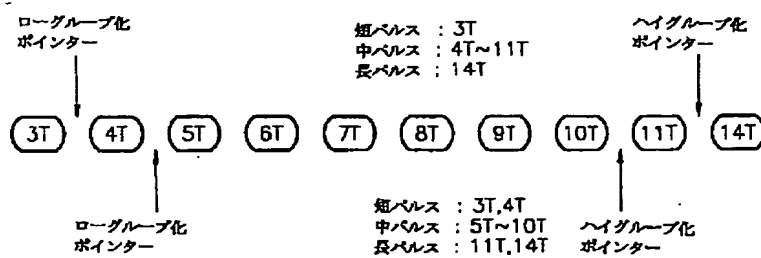 ローグループ化
ポインター
短パルス : 3T
中パルス : 4T~11T
長パルス : 14T
ハイグループ化
ポインター
3T 4T 5T 6T 7T 8T 9T 10T 11T 14T
ローグループ化
ポインター
短パルス : 3T,4T
中パルス : 5T~10T
長パルス : 11T,14T
ハイグループ化
ポインター